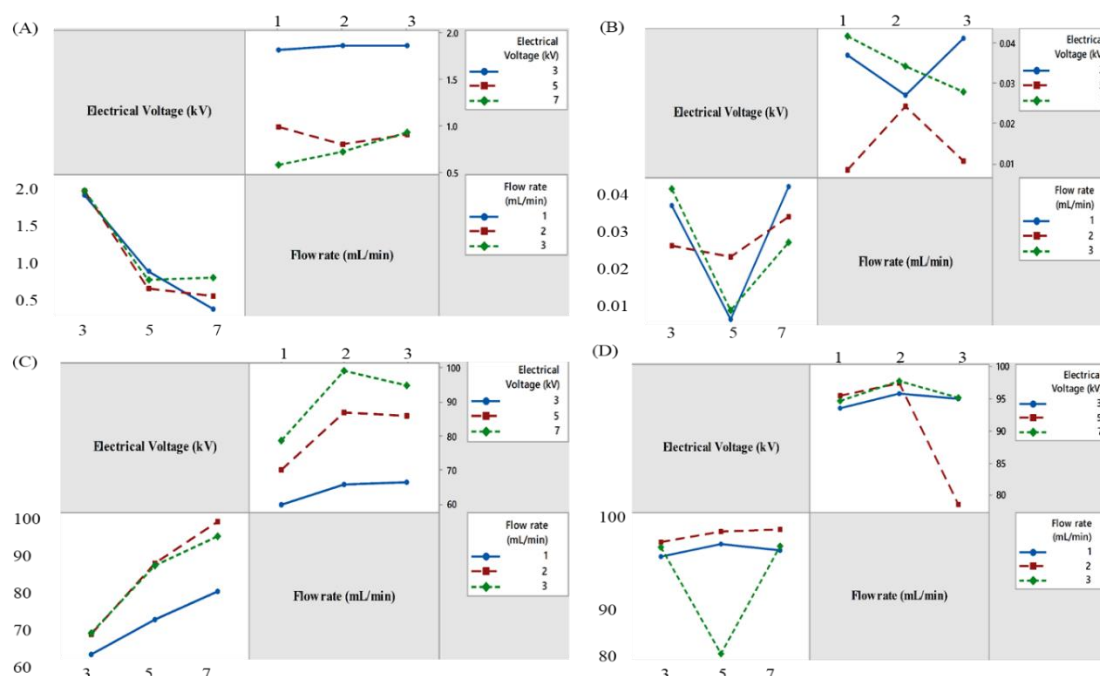 (A)
1 2 3
2.0
1.5
1.0
0.5
Electrical
Voltage (kV)
3
5
7
Electrical Voltage (kV)
2.0
1.5
1.0
0.5
Flow rate (mL/min)
Flow rate
(mL/min)
1
2
3
3 5 7
(B)
1 2 3
0.04
0.03
0.02
0.01
Electrical Voltage (kV)
0.04
0.03
0.02
0.01
Flow rate (mL/min)
Flow rate
(mL/min)
1
2
3
3 5 7
(C)
1 2 3
100
90
80
70
60
Electrical
Voltage (kV)
3
5
7
Electrical Voltage (kV)
100
90
80
70
60
Flow rate (mL/min)
Flow rate
(mL/min)
1
2
3
3 5 7
(D)
1 2 3
100
95
90
85
80
Electrica
Voltage (kV)
3
5
7
Electrical Voltage (kV)
100
90
80
Flow rate (mL/min)
Flow rate
(mL/min)
1
2
3
3 5 7